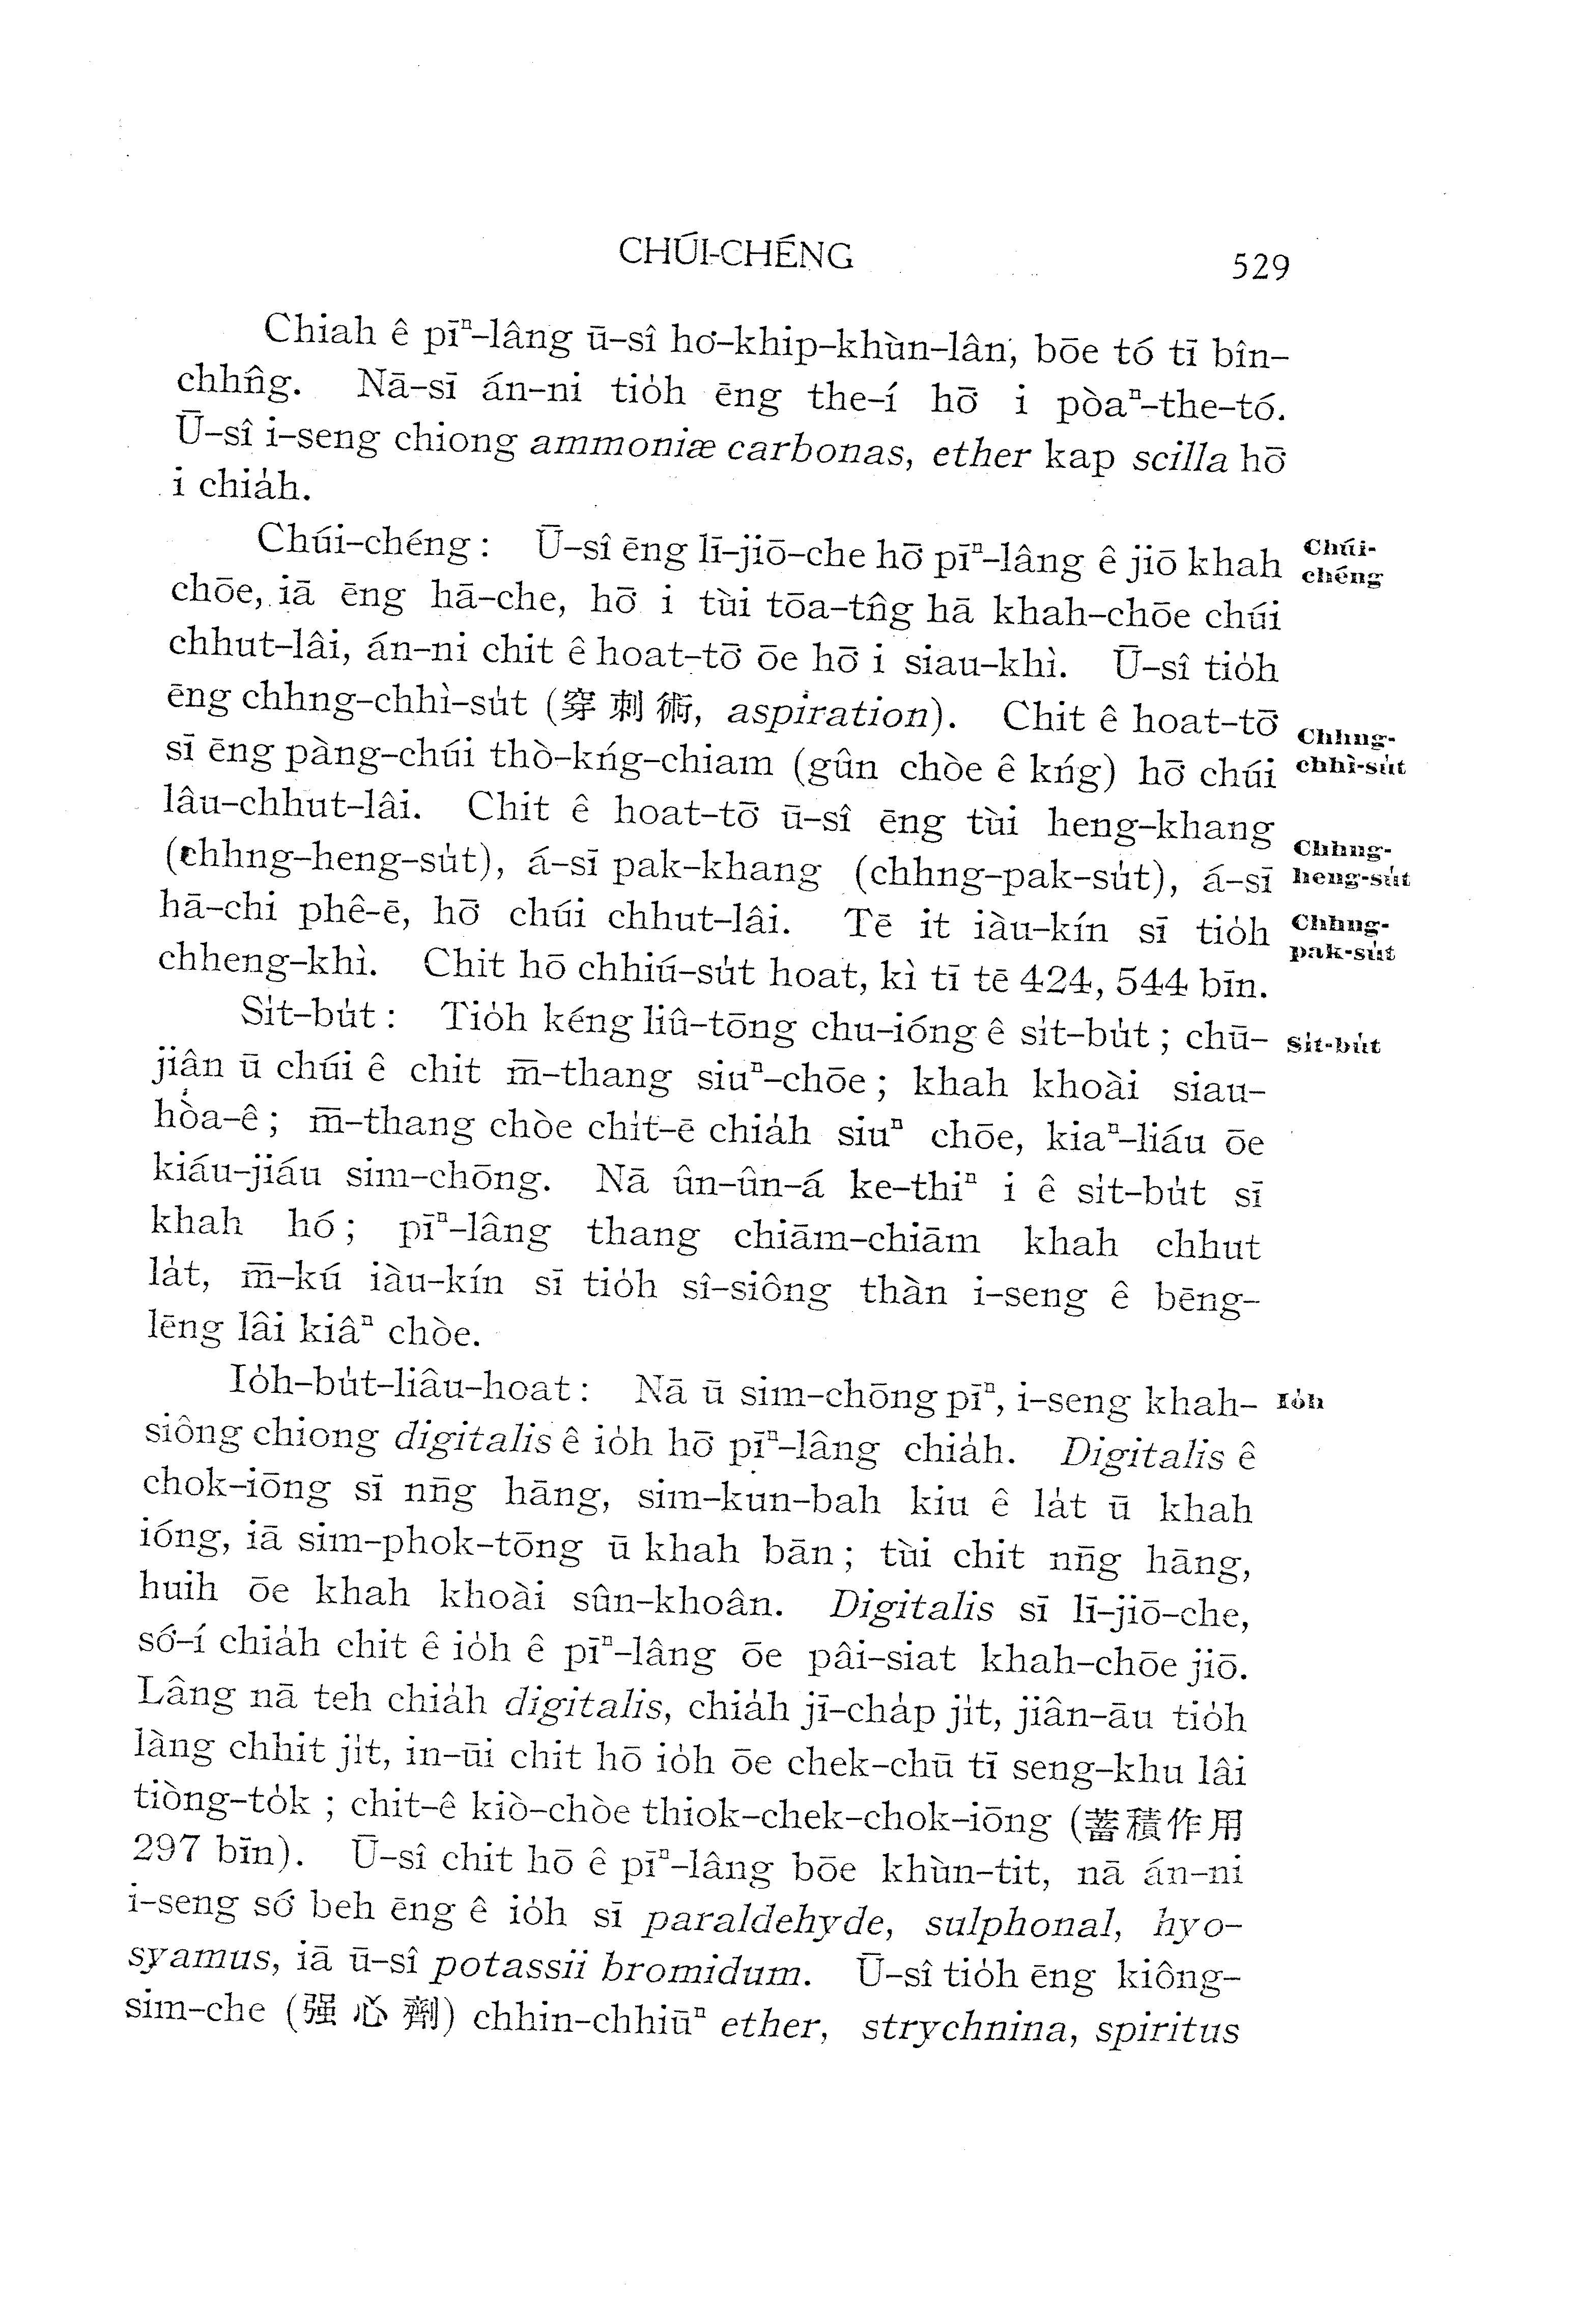 CHÚI-CHÉNG 529
Chiah ê pīⁿ-lâng ū-sî ho͘-khip-khùn-lân, bōe tó tī bîn-
chhn̂g. Nā-sī án-ni tio̍h ēng the-í hō͘ i pòaⁿ-the-tó.
Ū-sî i-seng chiong ammoniæ carbonas, ether kap scilla hō͘
i chia̍h.
Chúi-chéng: Ū-sî ēng lī-jiō-che hō͘ pīⁿ-lâng ê jiō khah
Chúi-
chéng
chōe, iā ēng hā-che, hō͘ i tùi tōa-tn̂g hā khah-chōe chúi
chhut-lâi, án-ni chit ê hoat-tō͘ ōe hō͘ i siau-khì. Ū-sî tio̍h
ēng chhng-chhì-su̍t (穿刺術, aspiration). Chit ê hoat-tō͘
Chhng-
chhì-su̍t
sī ēng pàng-chúi thò-kńg-chiam (gûn chòe ê kńg) hō͘ chúi
lâu-chhut-lâi. Chit ê hoat-tō͘ ū-sî ēng tùi heng-khang
Chhng-
heng-su̍t
(chhng-heng-su̍t), á-sī pak-khang (chhng-pak-su̍t), á-sī
hā-chi phê-ē, hō͘ chúi chhut-lâi. Tē it iàu-kín sī tio̍h
Chhng-
pak-su̍t
chheng-khì. Chit hō chhiú-su̍t hoat, kì tī tē 424, 544 bīn.
Si̍t-bu̍t: Tio̍h kéng liû-tōng chu-ióng ê si̍t-bu̍t; chū-
Si̍t-bu̍t
jiân ū chúi ê chit m̄-thang siuⁿ-chōe; khah khoài siau-
hòa-ê; m̄-thang chòe chi̍t-ē chia̍h siuⁿ chōe, kiaⁿ-liáu ōe
kiáu-jiáu sim-chōng. Nā ûn-ûn-á ke-thiⁿ i ê si̍t-bu̍t sī
khah hó; pīⁿ-lâng thang chiām-chiām khah chhut
la̍t, m̄-kú iàu-kín sī tio̍h sî-siông thàn i-seng ê bēng-
lēng lâi kiâⁿ chòe.
Io̍h-bu̍t-liâu-hoat: Nā ū sim-chōng pīⁿ, i-seng khah-
Io̍h
siông chiong digitalis ê io̍h hō͘ pīⁿ-lâng chia̍h. Digitalis ê
chok-iōng sī nn̄g hāng, sim-kun-bah kiu ê la̍t ū khah
ióng, iā sim-phok-tōng ū khah bān; tùi chit nn̄g hāng,
huih ōe khah khoài sûn-khoân. Digitalis sī lī-jiō-che,
só͘-í chia̍h chit ê io̍h ê pīⁿ-lâng ōe pâi-siat khah-chōe jiō.
Lâng nā teh chia̍h digitalis, chia̍h jī-cha̍p ji̍t, jiân-āu tio̍h
làng chhit ji̍t, in-ūi chit hō io̍h ōe chek-chū tī seng-khu lâi
tiòng-to̍k; chit-ê kiò-chòe thiok-chek-chok-iōng (蓄積作用
297 bīn). Ū-sî chit hō ê pīⁿ-lâng bōe khùn-tit, nā án-ni
i-seng só͘ beh ēng ê io̍h sī paraldehyde, sulphonal, hyo-
syamus, iā ū-sî potassii bromidum. Ū-sî tio̍h ēng kiông-
sim-che (强心劑) chhin-chhiūⁿ ether, strychnina, spiritus